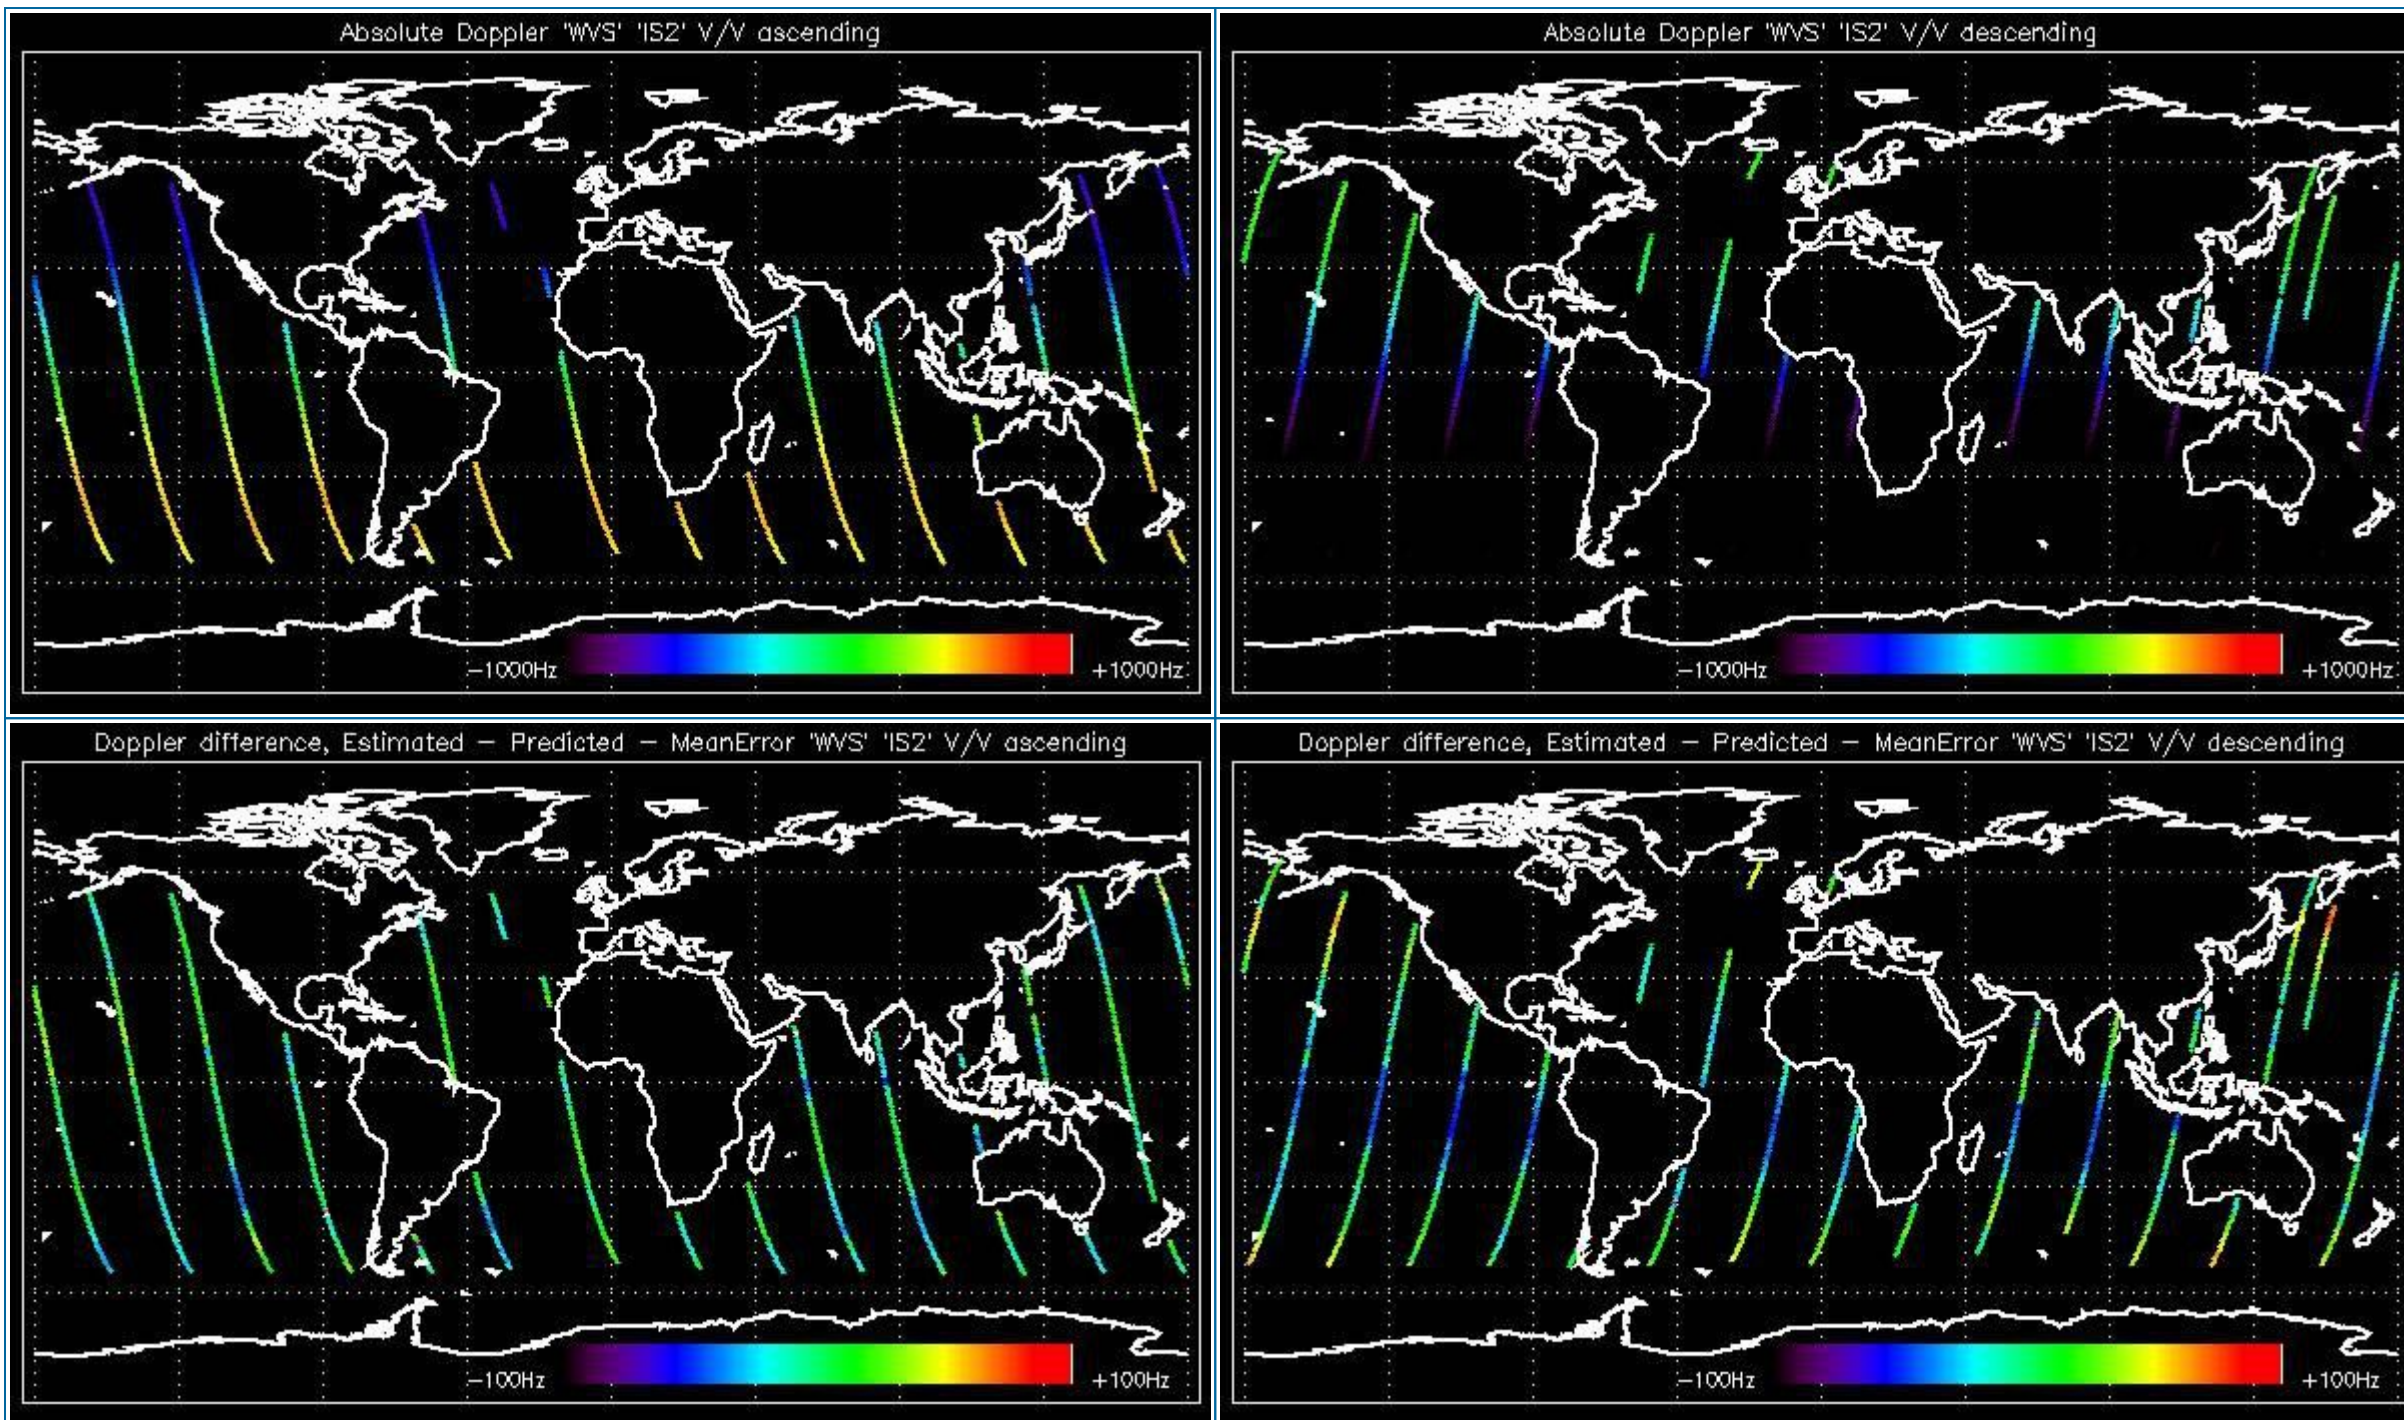 Absolute Doppler 'WVS' 'IS2' V/V ascending
-1000Hz
+1000Hz
Absolute Doppler 'WVS' 'IS2' V/V descending
-1000Hz
+1000Hz
Doppler difference, Estimated - Predicted - MeanError 'WVS' 'IS2' V/V ascending
-100Hz
+100Hz
Doppler difference, Estimated - Predicted - MeanError 'WVS' 'IS2' V/V descending
-100Hz
+100Hz